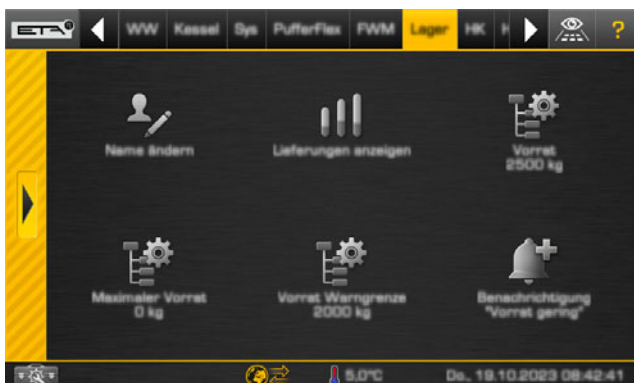 ETA WW Kessel Sys PufferFlex FWM Lager HK ?
Name ändern
Lieferungen anzeigen
Vorrat
2500 kg
Maximaler Vorrat
0 kg
Vorrat Warngrenze
2000 kg
Benachrichtigung
"Vorrat gering"
5,0°C Do., 19.10.2023 08:42:41